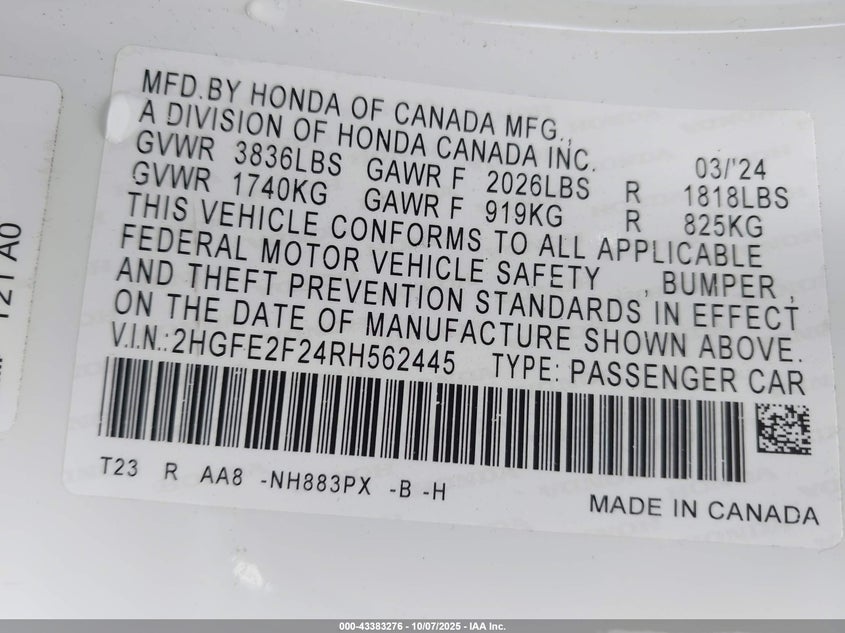 MFD.BY HONDA OF CANADA MFG.,
A DIVISION OF HONDA CANADA INC.
03/'24
GVWR 3836LBS GAWR F 2026LBS R 1818LBS
GVWR 1740KG GAWR F 919KG R 825KG
THIS VEHICLE CONFORMS TO ALL APPLICABLE
FEDERAL MOTOR VEHICLE SAFETY , BUMPER ,
AND THEFT PREVENTION STANDARDS IN EFFECT
ON THE DATE OF MANUFACTURE SHOWN ABOVE.
V.I.N.:2HGFE2F24RH562445 TYPE: PASSENGER CAR
T23 R AA8 -NH883PX -B -H
MADE IN CANADA
000-43383276 - 10/07/2025 - IAA Inc.